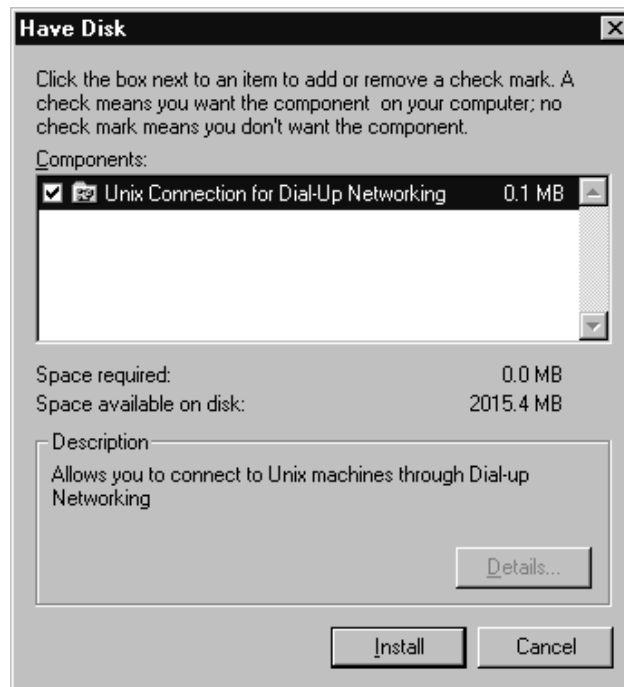 Have Disk
Click the box next to an item to add or remove a check mark. A
check means you want the component on your computer; no
check mark means you don't want the component.
Components:
Unix Connection for Dial-Up Networking 0.1 MB
Space required: 0.0 MB
Space available on disk: 2015.4 MB
Description
Allows you to connect to Unix machines through Dial-up
Networking
Details...
Install Cancel